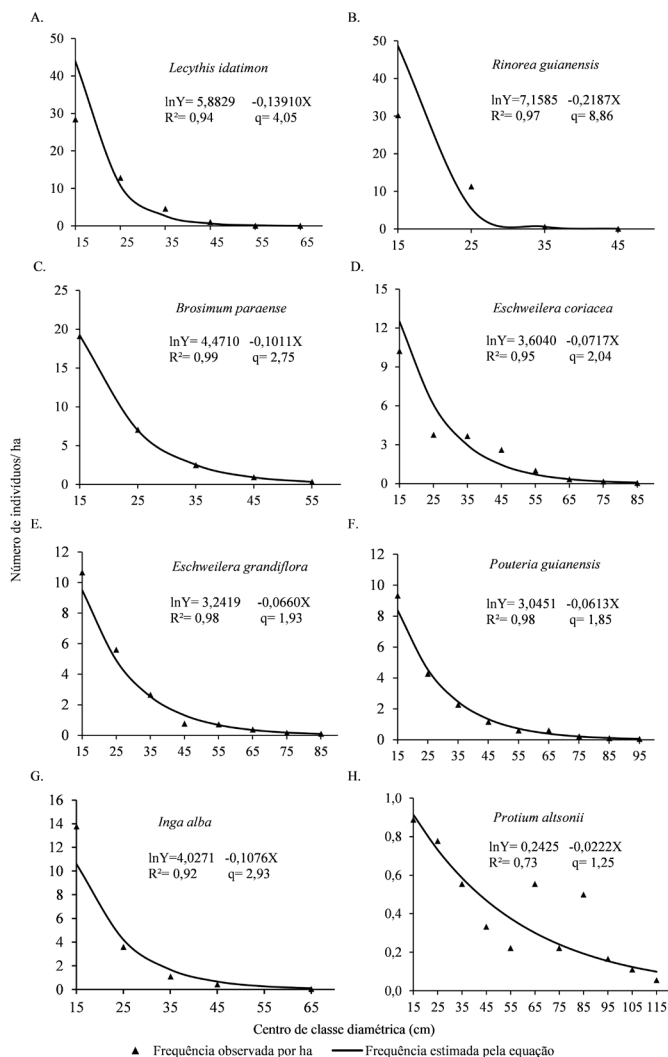 A.
Lecythis idatimon
lnY= 5,8829 -0,13910X
R²= 0,94 q= 4,05
50
40
30
20
10
0
15 25 35 45 55 65
B.
Rinorea guianensis
lnY=7,1585 -0,2187X
R²= 0,97 q= 8,86
50
40
30
20
10
0
15 25 35 45
C.
Brosimum paraense
lnY= 4,4710 -0,1011X
R²= 0,99 q= 2,75
25
20
15
10
5
0
15 25 35 45 55
D.
Eschweilera coriacea
lnY= 3,6040 -0,0717X
R²= 0,95 q= 2,04
15
12
9
6
3
0
15 25 35 45 55 65 75 85
Número de indivíduos/ ha
E.
Eschweilera grandiflora
lnY= 3,2419 -0,0660X
R²= 0,98 q= 1,93
12
10
8
6
4
2
0
15 25 35 45 55 65 75 85
F.
Pouteria guianensis
lnY= 3,0451 -0,0613X
R²= 0,98 q= 1,85
12
10
8
6
4
2
0
15 25 35 45 55 65 75 85 95
G.
Inga alba
lnY=4,0271 -0,1076X
R²= 0,92 q= 2,93
16
14
12
10
8
6
4
2
0
15 25 35 45 65
H.
Protium altsonii
lnY= 0,2425 -0,0222X
R²= 0,73 q= 1,25
1,0
0,8
0,6
0,4
0,2
0,0
15 25 35 45 55 65 75 85 95 105 115
Centro de classe diamétrica (cm)
Frequência observada por ha Frequência estimada pela equação